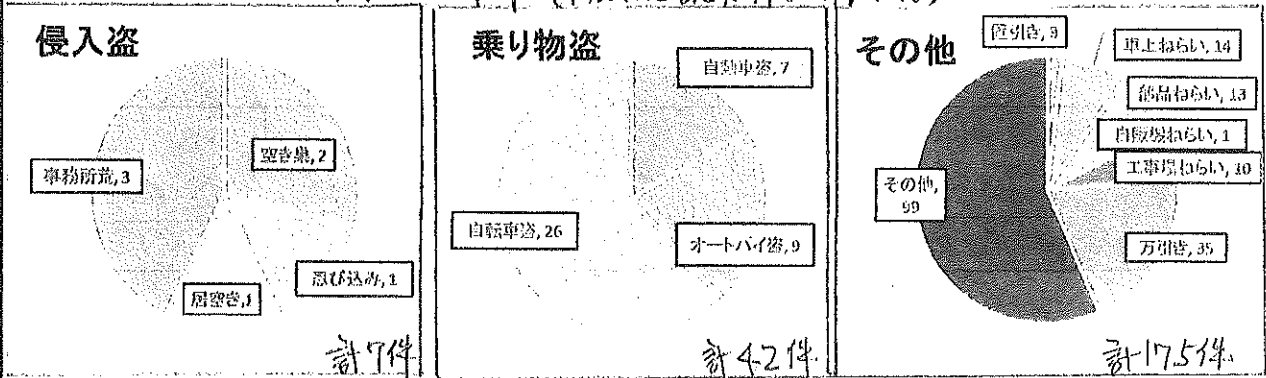 侵入盗
空き巣, 2
事務所荒, 3
忍び込み, 1
居空き, 1
計7件
乗り物盗
自動車盗, 7
自転車盗, 26
オートバイ盗, 9
計42件
その他
置引き, 3
車上ねらい, 14
部品ねらい, 13
自販機ねらい, 1
工事場ねらい, 10
その他,
99
万引き, 35
計175件